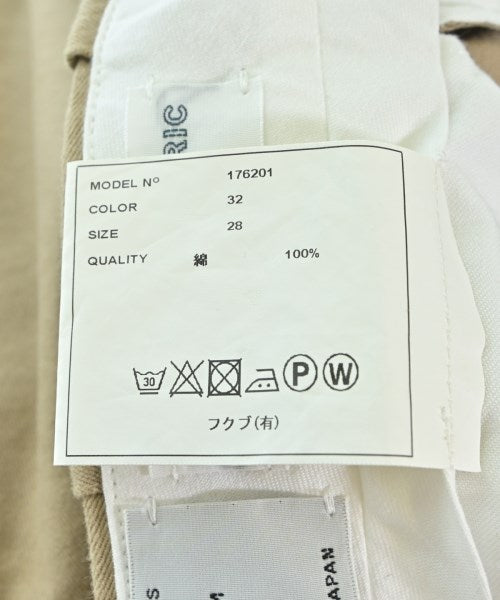 RIC
MODEL Nº 176201
COLOR 32
SIZE 28
QUALITY 綿 100%
30 P W
フクブ(有)
S
M
JAPAN